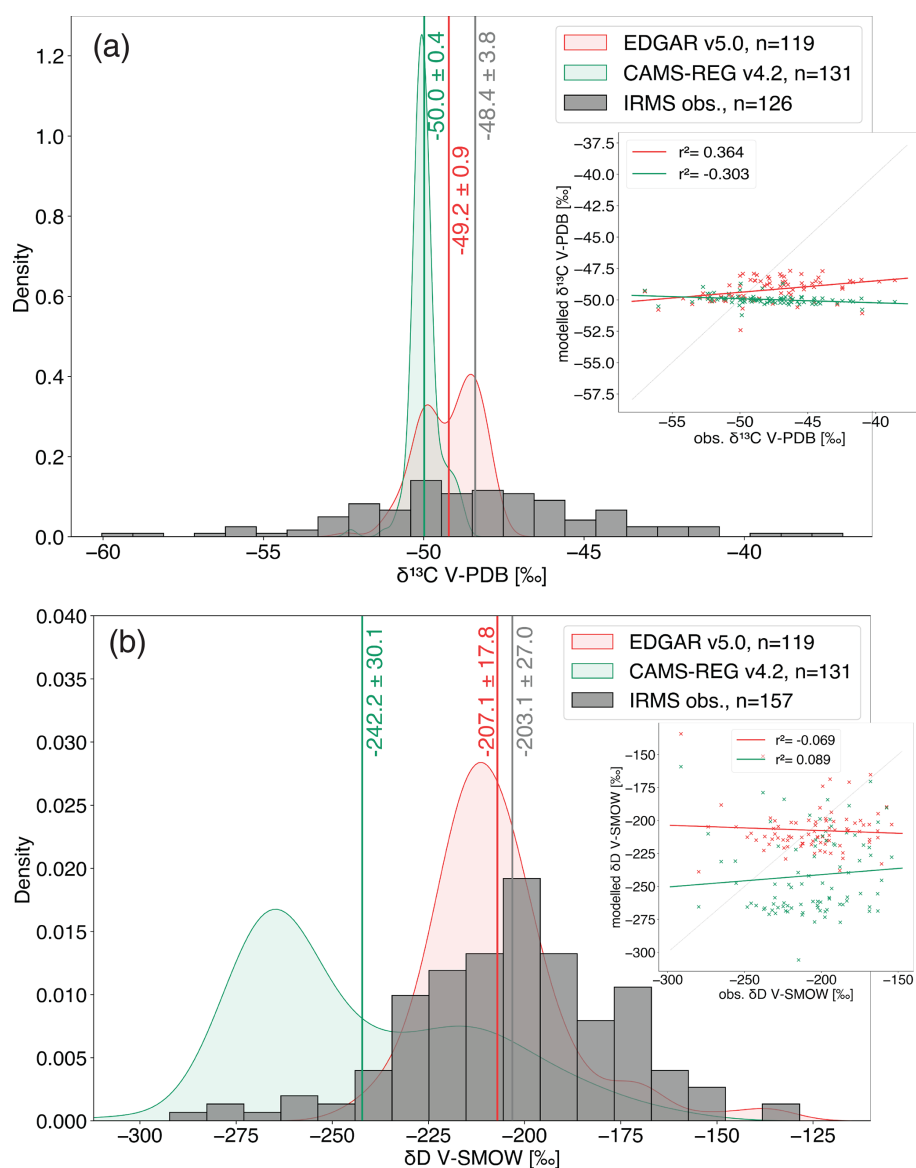 (a)
EDGAR v5.0, n=119
CAMS-REG v4.2, n=131
IRMS obs., n=126
-50.0 ± 0.4
-49.2 ± 0.9
-48.4 ± 3.8
Density
1.2
1.0
0.8
0.6
0.4
0.2
0.0
−60
−55
−50
−45
−40
δ¹³C V-PDB [‰]
r²= 0.364
r²= -0.303
modelled δ¹³C V-PDB [‰]
−37.5
−40.0
−42.5
−45.0
−47.5
−50.0
−52.5
−55.0
−57.5
−55
−50
−45
−40
obs. δ¹³C V-PDB [‰]
(b)
EDGAR v5.0, n=119
CAMS-REG v4.2, n=131
IRMS obs., n=157
-242.2 ± 30.1
-207.1 ± 17.8
-203.1 ± 27.0
Density
0.040
0.035
0.030
0.025
0.020
0.015
0.010
0.005
0.000
−300
−275
−250
−225
−200
−175
−150
−125
δD V-SMOW [‰]
r²= -0.069
r²= 0.089
modelled δD V-SMOW [‰]
−125
−150
−175
−200
−225
−250
−275
−300
−300
−250
−200
−150
obs. δD V-SMOW [‰]